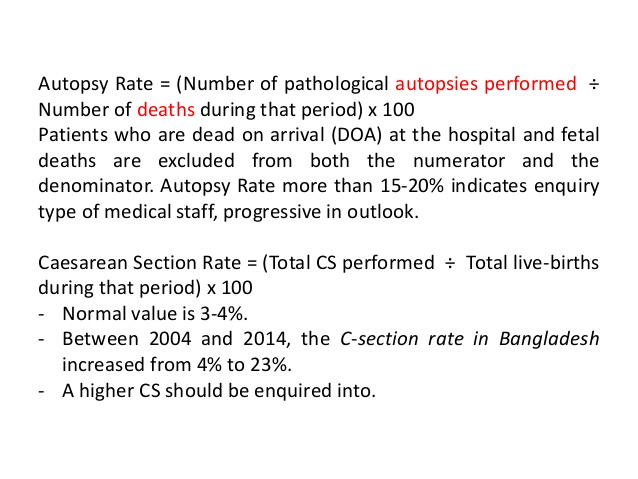 Autopsy Rate = (Number of pathological autopsies performed ÷
Number of deaths during that period) x 100
Patients who are dead on arrival (DOA) at the hospital and fetal
deaths are excluded from both the numerator and the
denominator. Autopsy Rate more than 15-20% indicates enquiry
type of medical staff, progressive in outlook.
Caesarean Section Rate = (Total CS performed ÷ Total live-births
during that period) x 100
- Normal value is 3-4%.
- Between 2004 and 2014, the C-section rate in Bangladesh
increased from 4% to 23%.
- A higher CS should be enquired into.